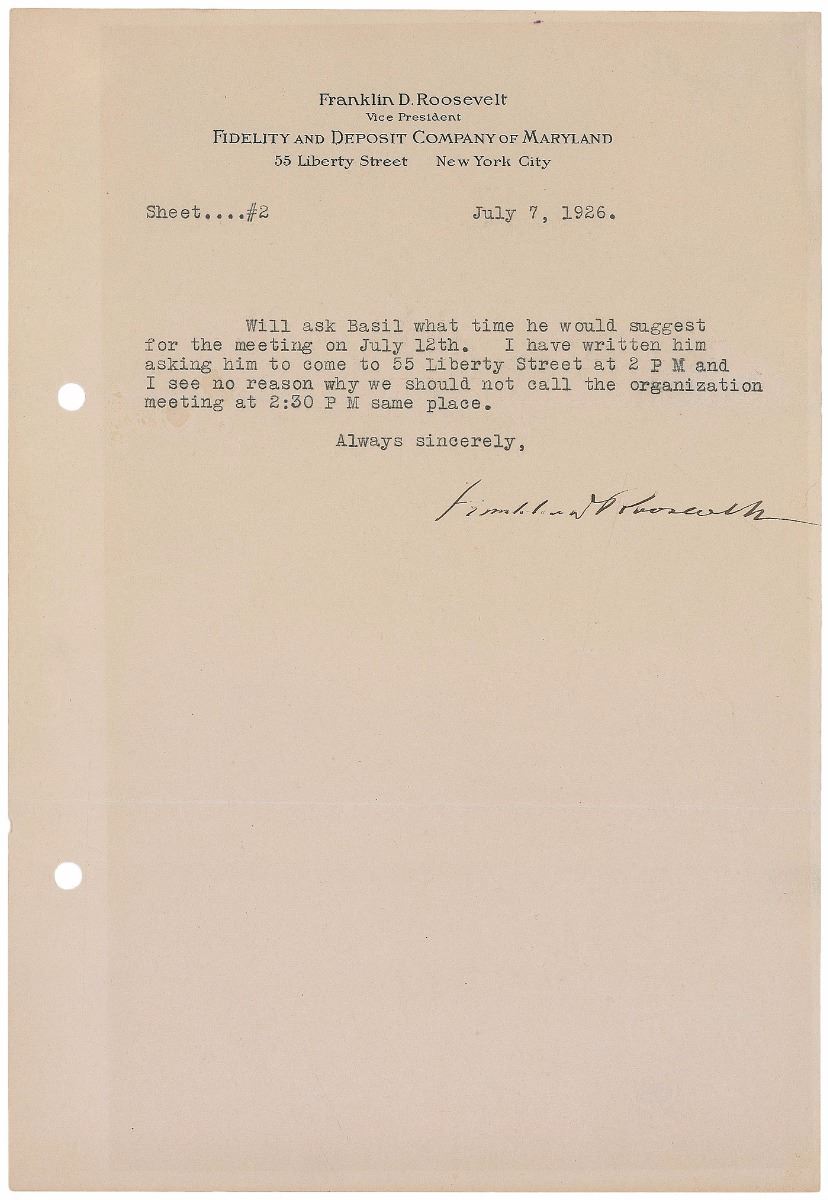 Franklin D. Roosevelt
Vice President
FIDELITY AND DEPOSIT COMPANY OF MARYLAND
55 Liberty Street New York City
Sheet....#2 July 7, 1926.
Will ask Basil what time he would suggest
for the meeting on July 12th. I have written him
asking him to come to 55 Liberty Street at 2 P M and
I see no reason why we should not call the organization
meeting at 2:30 P M same place.
Always sincerely,
Franklin D Roosevelt